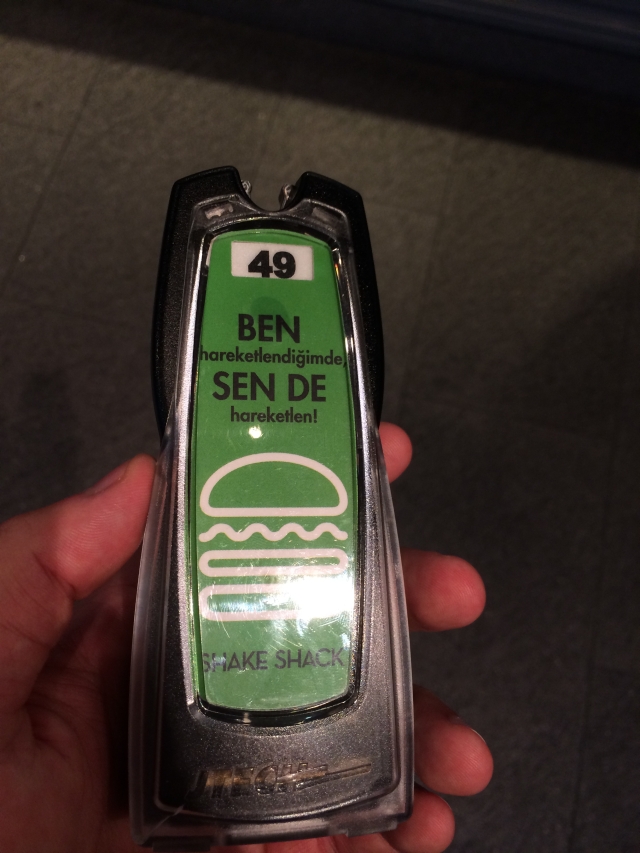 49
BEN
hareketlendiğimde,
SEN DE
hareketlen!
SHAKE SHACK